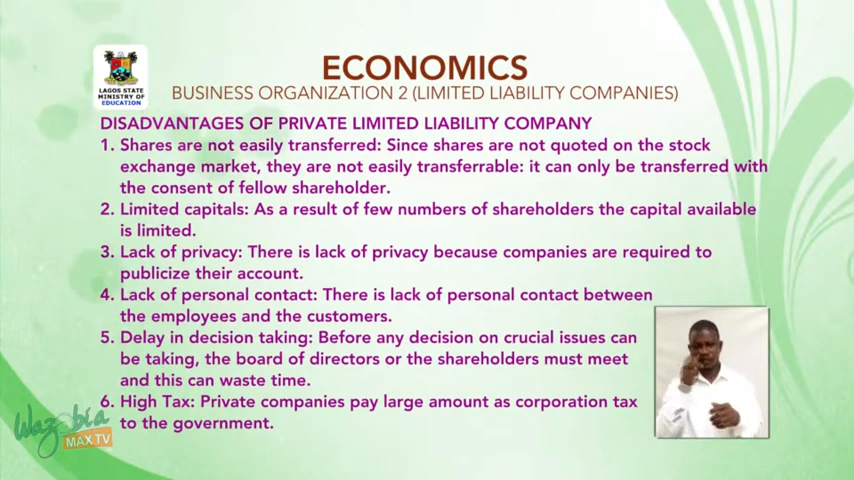 LAGOS STATE
MINISTRY OF
EDUCATION
ECONOMICS
BUSINESS ORGANIZATION 2 (LIMITED LIABILITY COMPANIES)
DISADVANTAGES OF PRIVATE LIMITED LIABILITY COMPANY
1. Shares are not easily transferred: Since shares are not quoted on the stock
exchange market, they are not easily transferrable: it can only be transferred with
the consent of fellow shareholder.
2. Limited capitals: As a result of few numbers of shareholders the capital available
is limited.
3. Lack of privacy: There is lack of privacy because companies are required to
publicize their account.
4. Lack of personal contact: There is lack of personal contact between
the employees and the customers.
5. Delay in decision taking: Before any decision on crucial issues can
be taking, the board of directors or the shareholders must meet
and this can waste time.
6. High Tax: Private companies pay large amount as corporation tax
to the government.
Wazobia
MAX TV